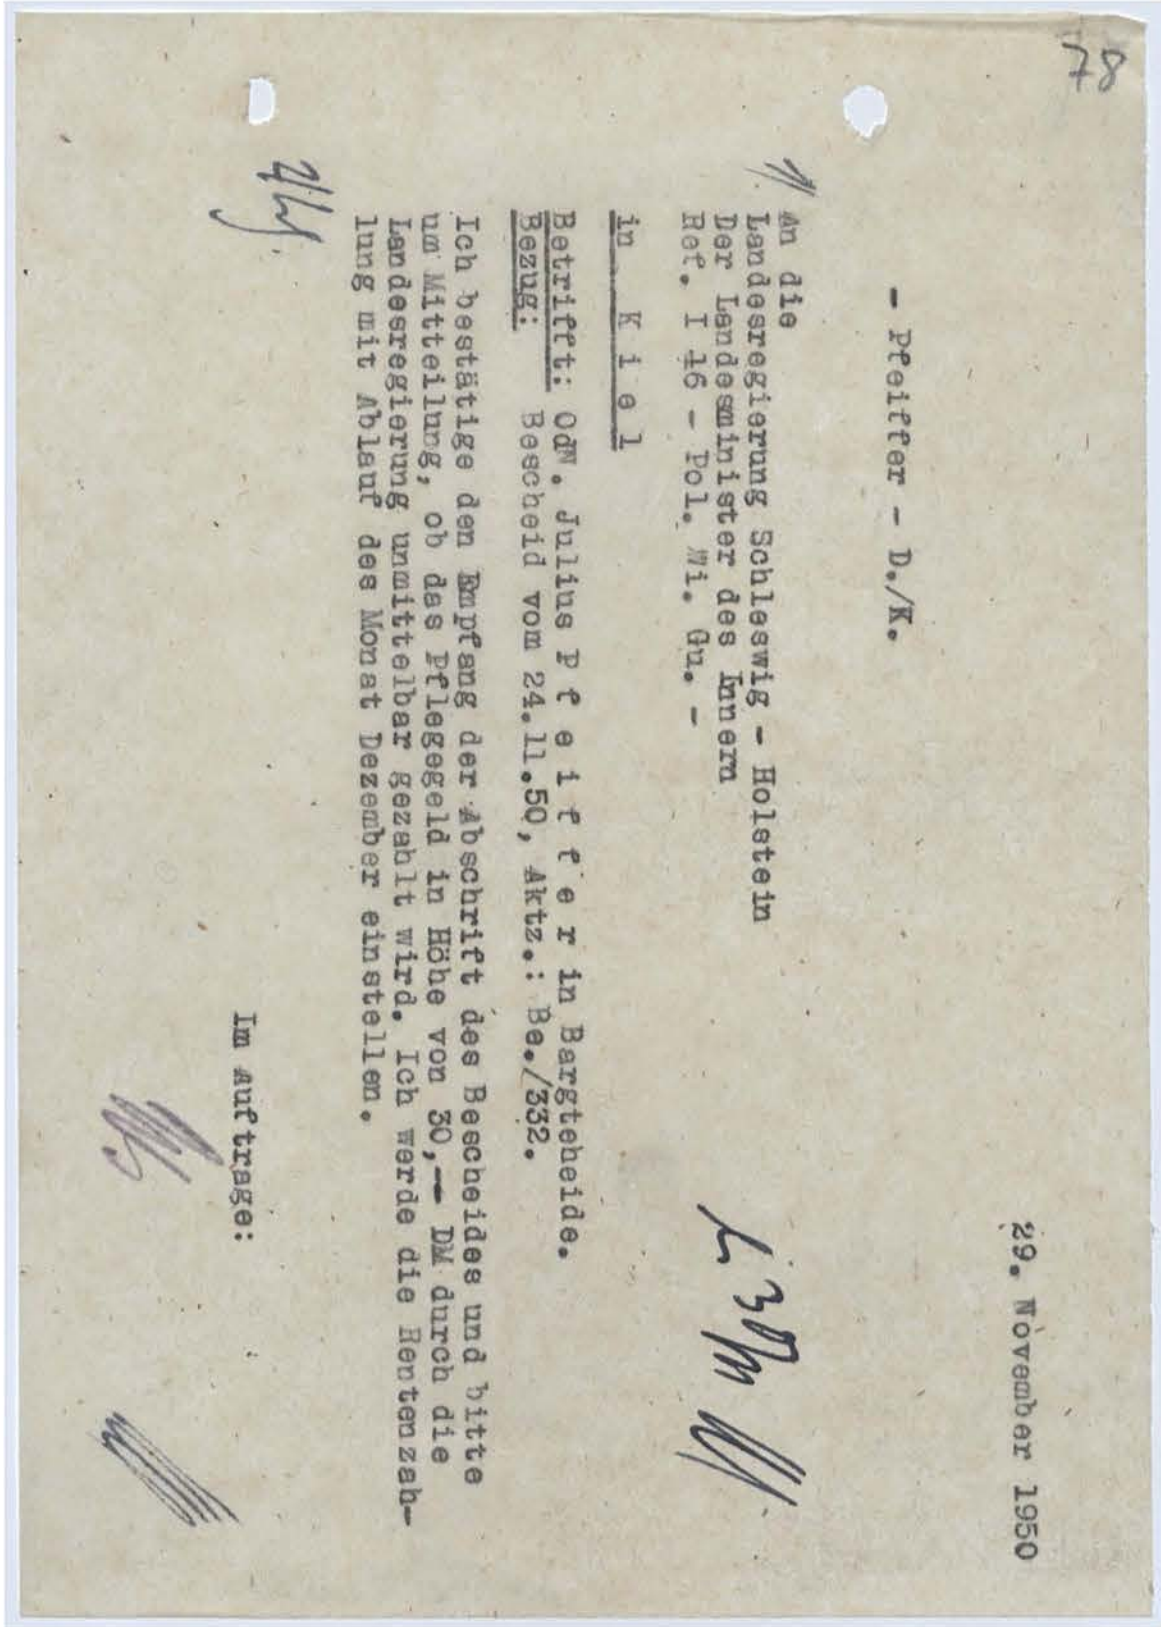 78
29. November 1950
- Pfeiffer - D./K.
1/ An die
Landesregierung Schleswig - Holstein
Der Landesminister des Innern
Ref. I 16 - Pol. Wi. Gu. -
in Kiel
Betrifft: OdN. Julius P f e i f f e r in Bargteheide.
Bezug: Bescheid vom 24.11.50, Aktz.: Be./332.
Ich bestätige den Empfang der Abschrift des Bescheides und bitte
um Mitteilung, ob das Pflegegeld in Höhe von 30,-- DM durch die
Landesregierung unmittelbar gezahlt wird. Ich werde die Rentenzah-
lung mit Ablauf des Monat Dezember einstellen.
Im Auftrage: